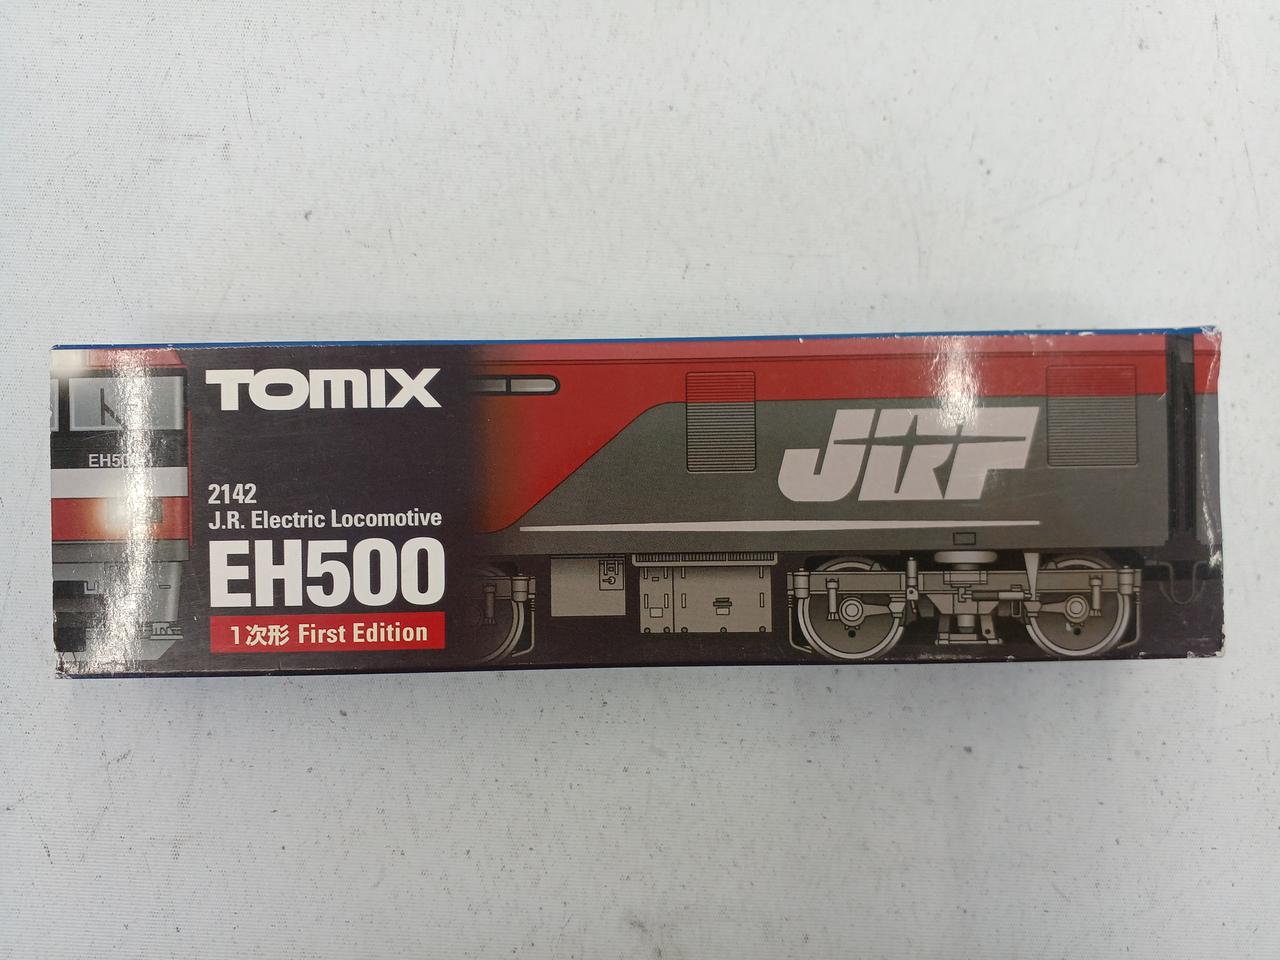 TOMIX
2142
J.R. Electric Locomotive
EH500
1次形 First Edition
JRF